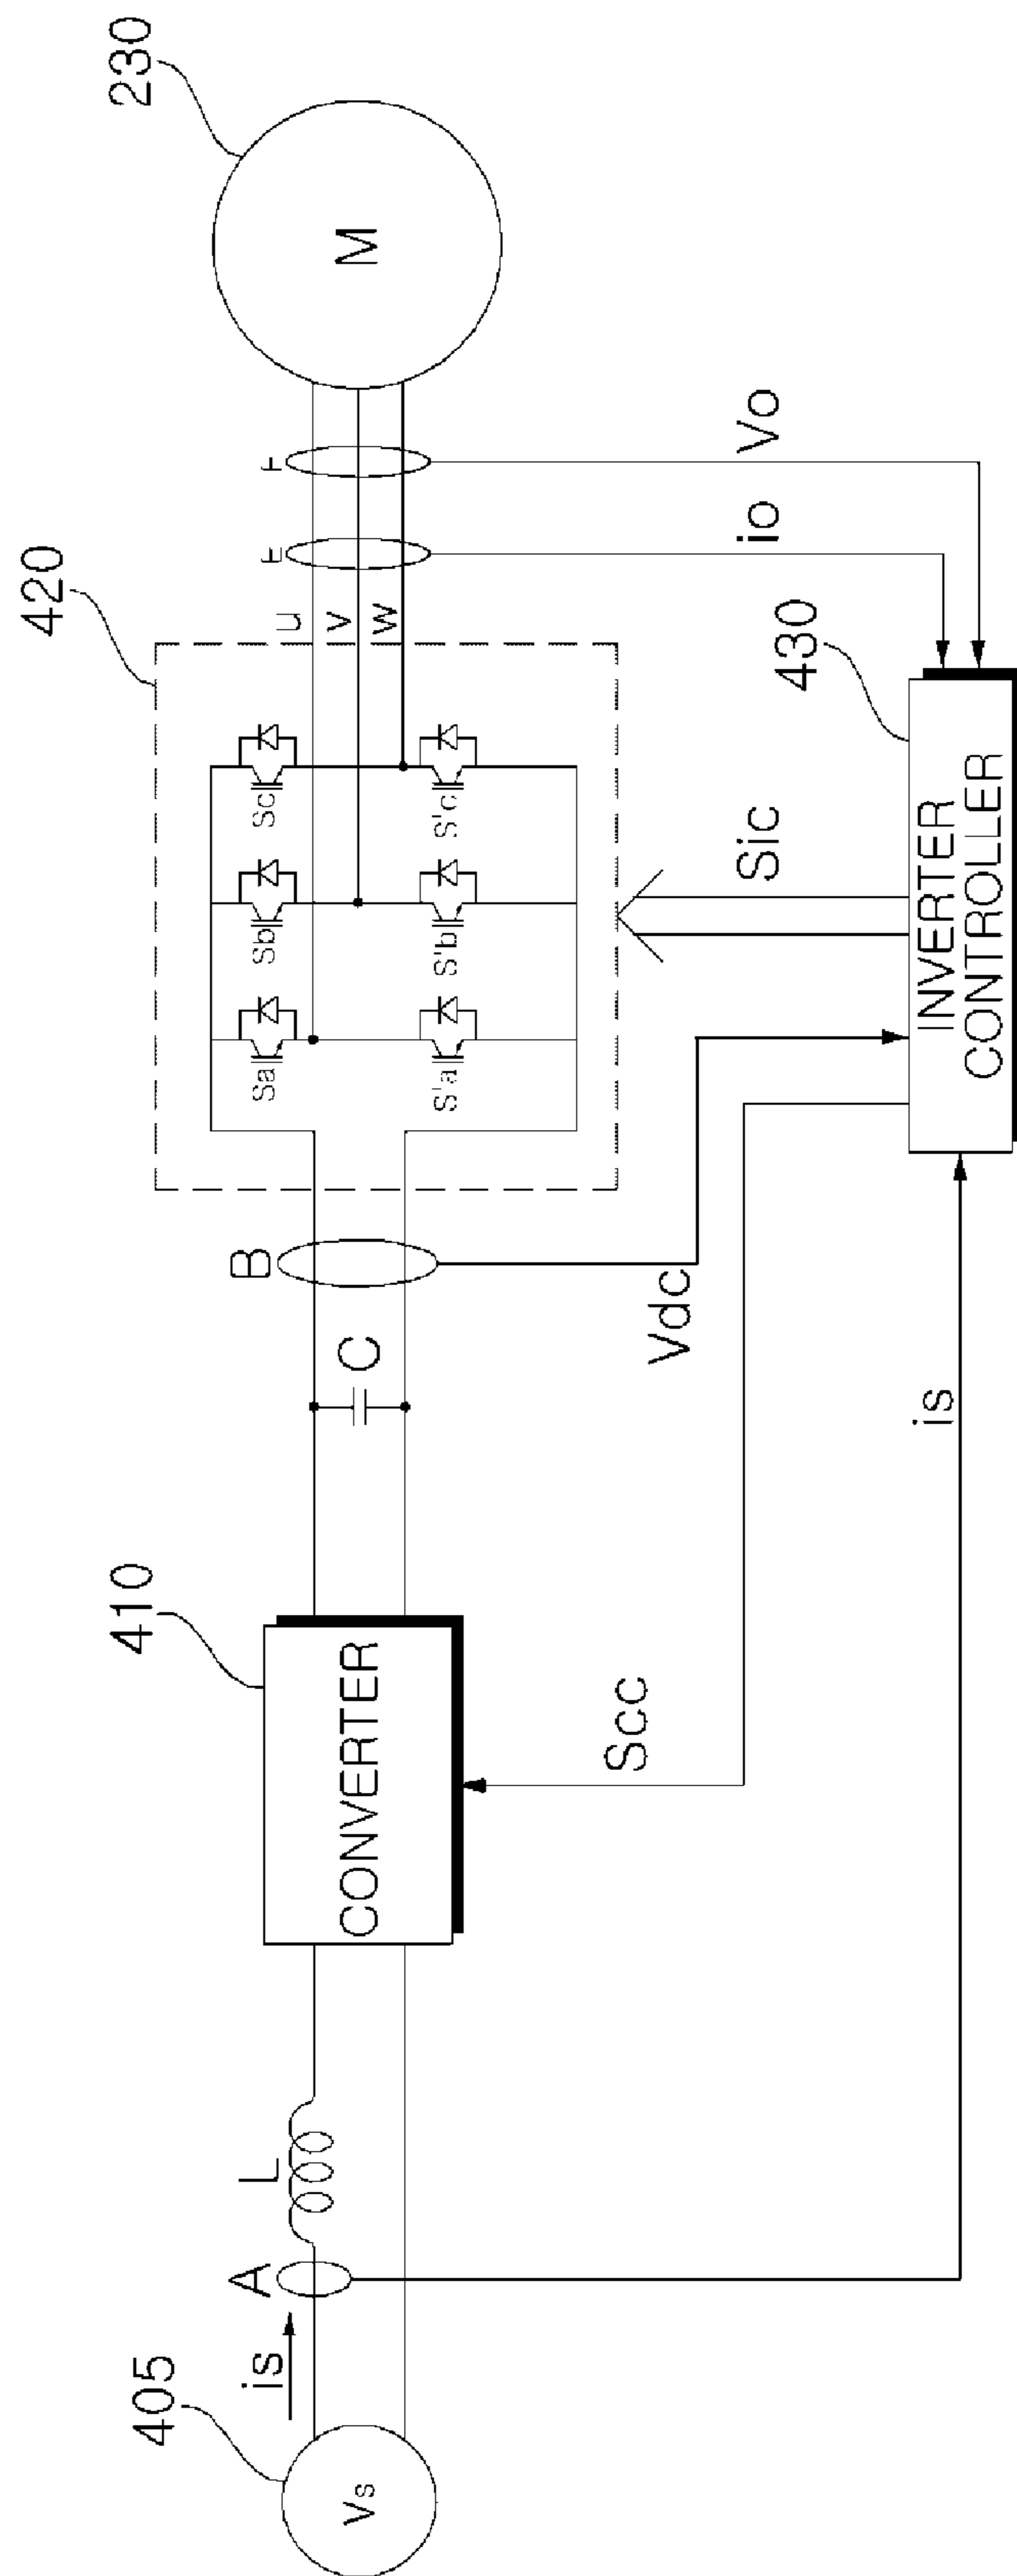 420
405
410
230
is
A
L
B
Sa
Sb
Sc
u
v
w
E
F
Vs
CONVERTER
C
M
S'a
S'b
S'c
Scc
Vdc
Sic
io
Vo
430
is
INVERTER
CONTROLLER